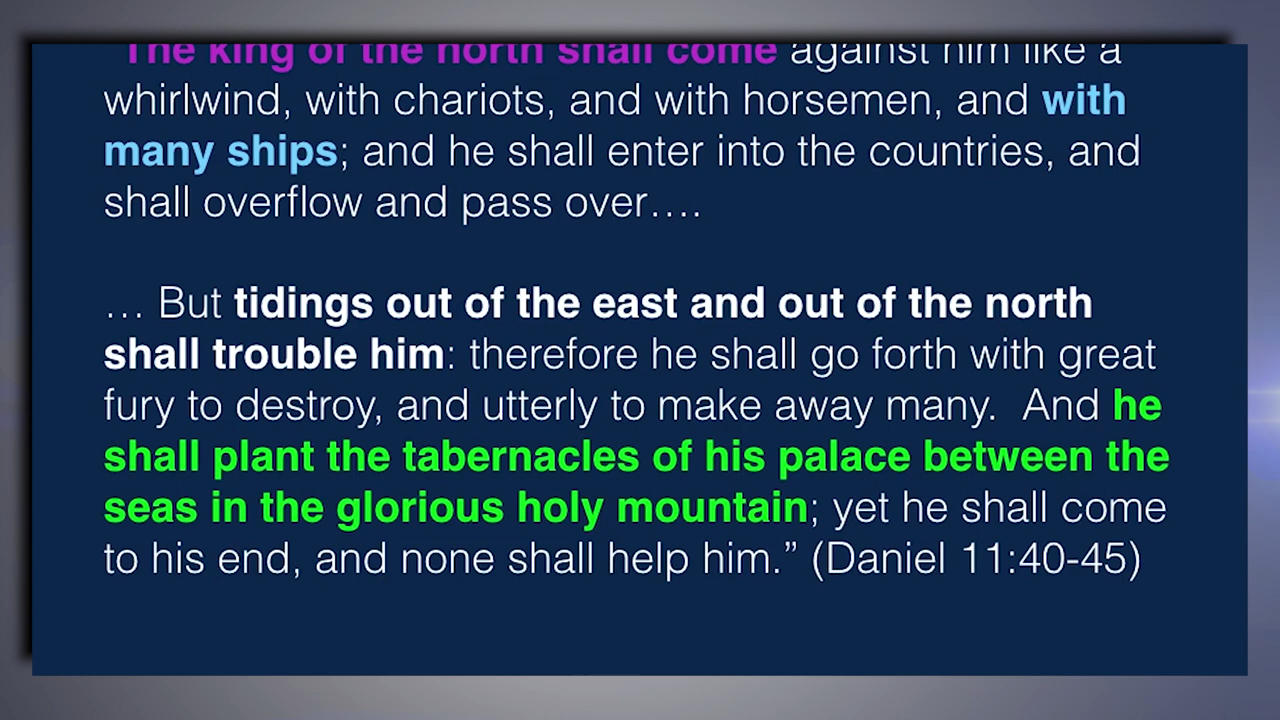 The king of the north shall come against him like a
whirlwind, with chariots, and with horsemen, and with
many ships; and he shall enter into the countries, and
shall overflow and pass over….
… But tidings out of the east and out of the north
shall trouble him: therefore he shall go forth with great
fury to destroy, and utterly to make away many.  And he
shall plant the tabernacles of his palace between the
seas in the glorious holy mountain; yet he shall come
to his end, and none shall help him.” (Daniel 11:40-45)